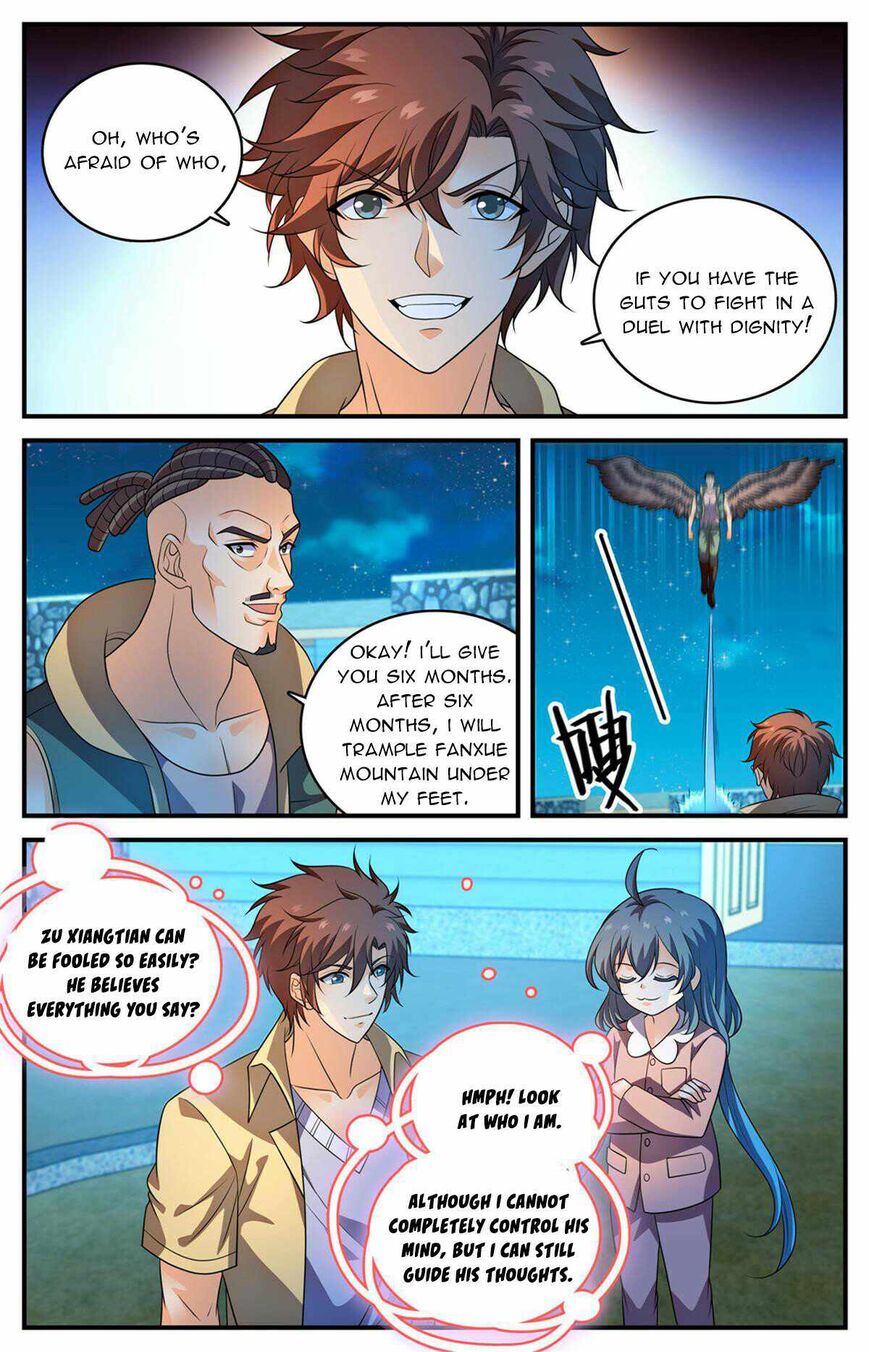 OH, WHO'S
AFRAID OF WHO,
IF YOU HAVE THE
GUTS TO FIGHT IN A
DUEL WITH DIGNITY!
OKAY! I'LL GIVE
YOU SIX MONTHS.
AFTER SIX
MONTHS, I WILL
TRAMPLE FANXUE
MOUNTAIN UNDER
MY FEET.
ZU XIANGTIAN CAN
BE FOOLED SO EASILY?
HE BELIEVES
EVERYTHING YOU SAY?
HMPH! LOOK
AT WHO I AM.
ALTHOUGH I CANNOT
COMPLETELY CONTROL HIS
MIND, BUT I CAN STILL
GUIDE HIS THOUGHTS.